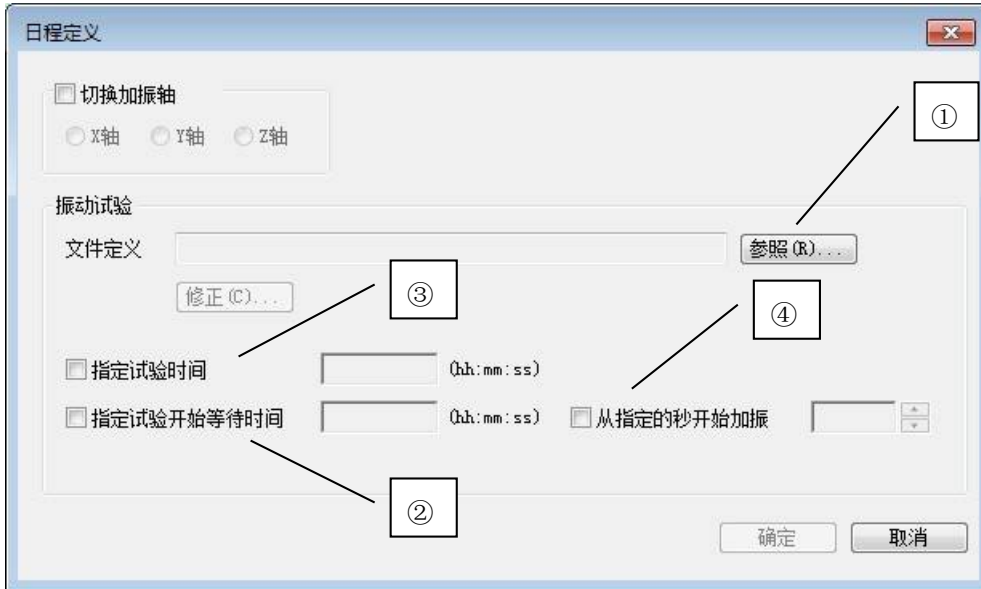 日程定义
切换加振轴
X轴 Y轴 Z轴
①
振动试验
文件定义 参照(R)...
修正(C)... ③
④
指定试验时间 (hh:mm:ss)
指定试验开始等待时间 (hh:mm:ss) 从指定的秒开始加振
②
确定 取消